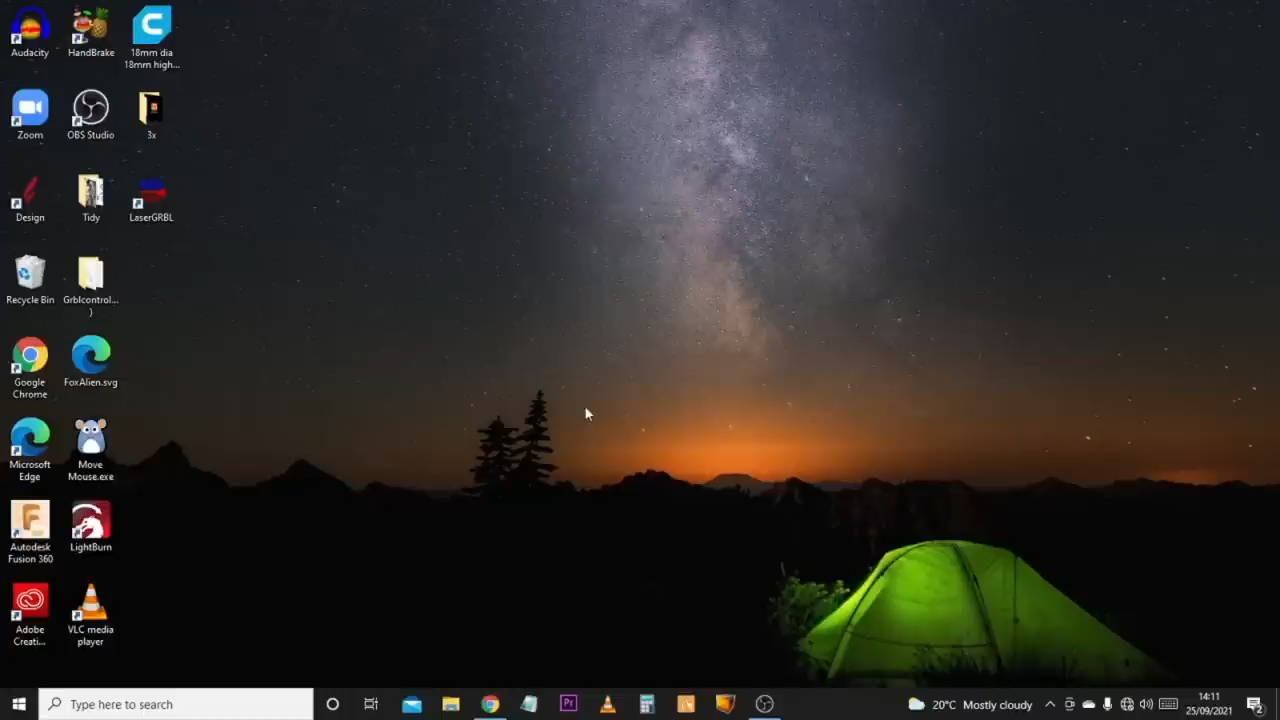 Audacity
HandBrake
18mm dia
18mm high...
Zoom
OBS Studio
3x
Design
Tidy
LaserGRBL
Recycle Bin
Grblcontrol...
)
Google
Chrome
FoxAlien.svg
Microsoft
Edge
Move
Mouse.exe
Autodesk
Fusion 360
LightBurn
Adobe
Creati...
VLC media
player
Type here to search
Pr
20°C Mostly cloudy
14:11
25/09/2021
2